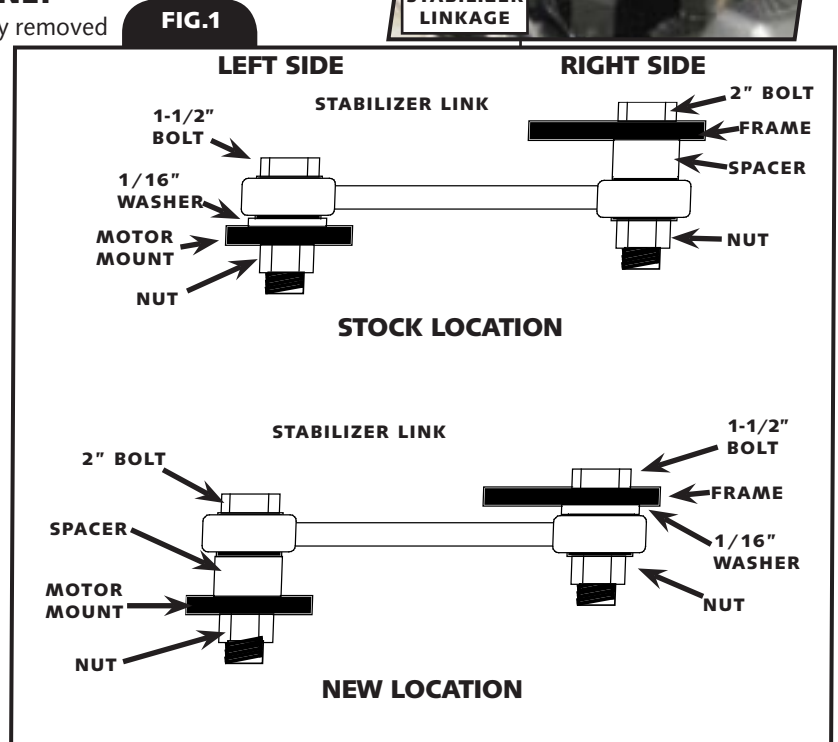 y removed
FIG.1
LINKAGE
LEFT SIDE
RIGHT SIDE
STABILIZER LINK
1-1/2"
BOLT
1/16"
WASHER
MOTOR
MOUNT
NUT
2" BOLT
FRAME
SPACER
NUT
STOCK LOCATION
STABILIZER LINK
2" BOLT
SPACER
MOTOR
MOUNT
NUT
1-1/2"
BOLT
FRAME
1/16"
WASHER
NUT
NEW LOCATION